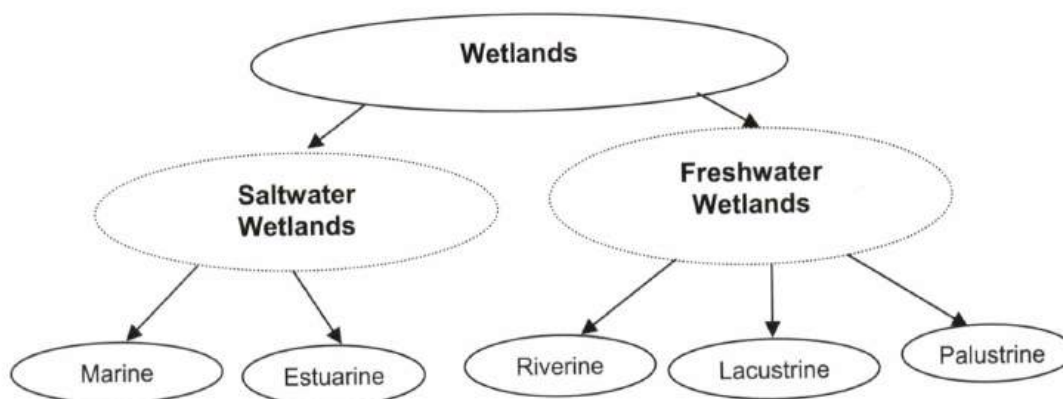 Wetlands
Saltwater
Wetlands
Freshwater
Wetlands
Marine
Estuarine
Riverine
Lacustrine
Palustrine